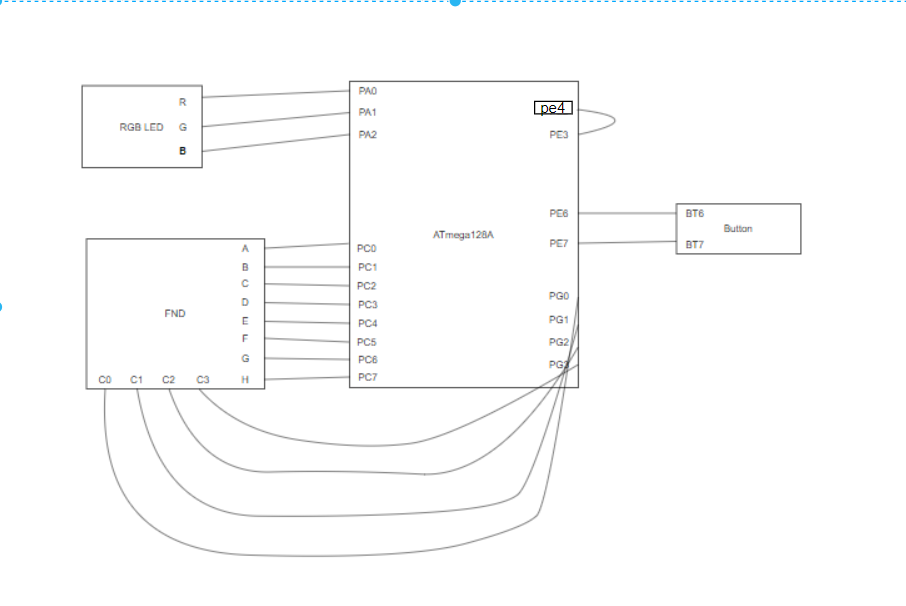 RGB LED
R
G
B
PA0
PA1
PA2
pe4
PE3
PE6
PE7
ATmega128A
BT6
Button
BT7
FND
A
B
C
D
E
F
G
H
C0 C1 C2 C3
PC0
PC1
PC2
PC3
PC4
PC5
PC6
PC7
PG0
PG1
PG2
PG3